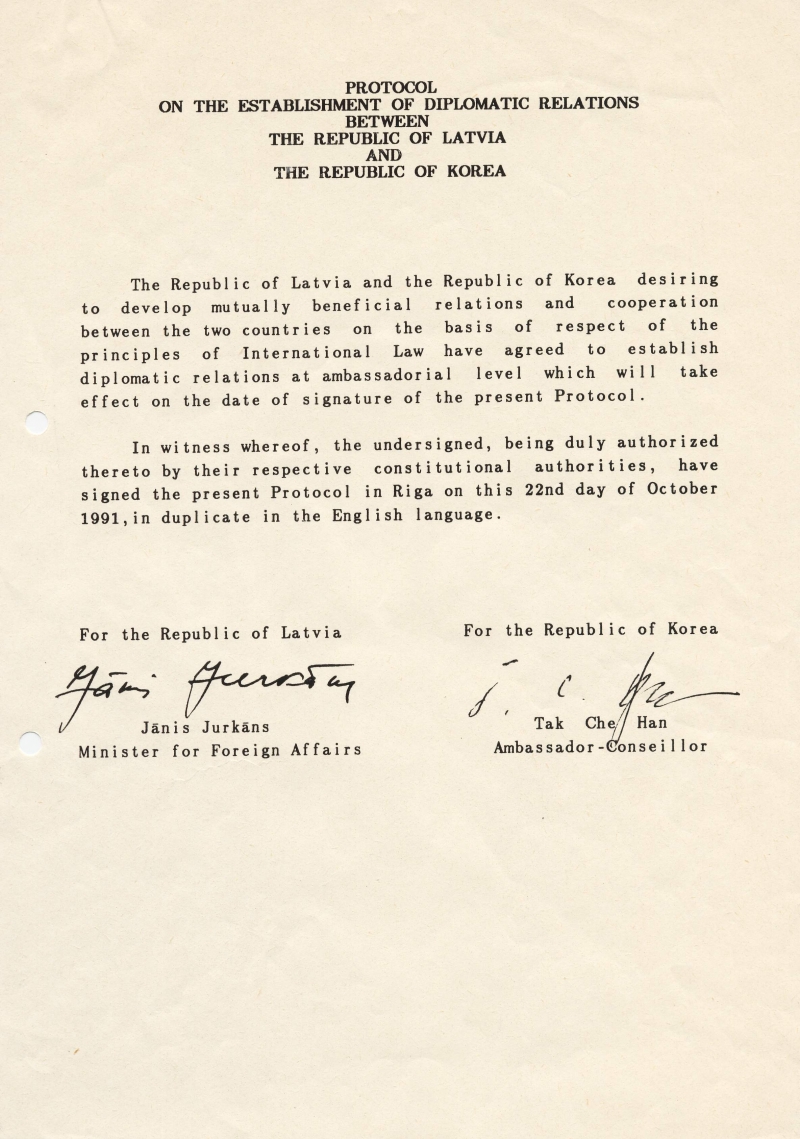 PROTOCOL
ON THE ESTABLISHMENT OF DIPLOMATIC RELATIONS
BETWEEN
THE REPUBLIC OF LATVIA
AND
THE REPUBLIC OF KOREA
The Republic of Latvia and the Republic of Korea desiring
to develop mutually beneficial relations and cooperation
between the two countries on the basis of respect of the
principles of International Law have agreed to establish
diplomatic relations at ambassadorial level which will take
effect on the date of signature of the present Protocol.
In witness whereof, the undersigned, being duly authorized
thereto by their respective constitutional authorities, have
signed the present Protocol in Riga on this 22nd day of October
1991, in duplicate in the English language.
For the Republic of Latvia
Jānis Jurkāns
Jānis Jurkāns
Minister for Foreign Affairs
For the Republic of Korea
T. C. Han
Tak Che Han
Ambassador-Conseillor